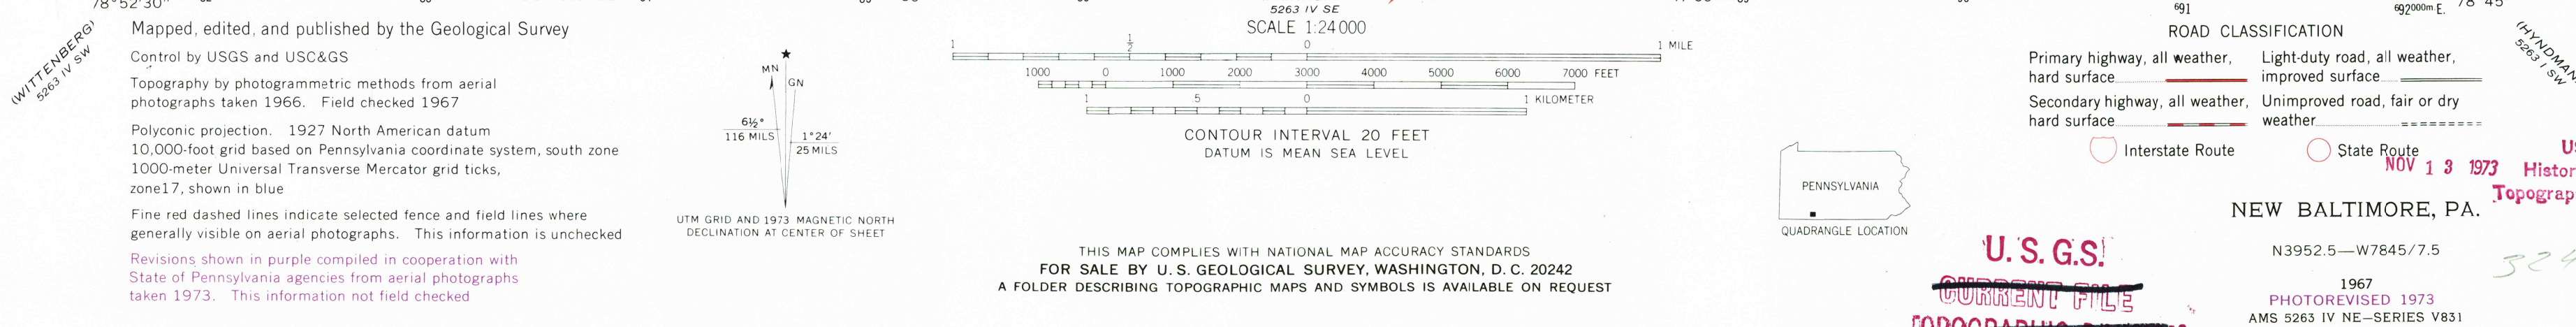 78°52'30"
5263 IV SE
691
692000m.E.
78°45'
(WITTENBERG)
5263 IV SW
Mapped, edited, and published by the Geological Survey
Control by USGS and USC&GS
Topography by photogrammetric methods from aerial
photographs taken 1966. Field checked 1967
Polyconic projection. 1927 North American datum
10,000-foot grid based on Pennsylvania coordinate system, south zone
1000-meter Universal Transverse Mercator grid ticks,
zone17, shown in blue
Fine red dashed lines indicate selected fence and field lines where
generally visible on aerial photographs. This information is unchecked
Revisions shown in purple compiled in cooperation with
State of Pennsylvania agencies from aerial photographs
taken 1973. This information not field checked
MN
GN
6½°
116 MILS
1°24'
25 MILS
UTM GRID AND 1973 MAGNETIC NORTH
DECLINATION AT CENTER OF SHEET
SCALE 1:24000
1 ½ 0 1 MILE
1000 0 1000 2000 3000 4000 5000 6000 7000 FEET
1 .5 0 1 KILOMETER
CONTOUR INTERVAL 20 FEET
DATUM IS MEAN SEA LEVEL
THIS MAP COMPLIES WITH NATIONAL MAP ACCURACY STANDARDS
FOR SALE BY U. S. GEOLOGICAL SURVEY, WASHINGTON, D. C. 20242
A FOLDER DESCRIBING TOPOGRAPHIC MAPS AND SYMBOLS IS AVAILABLE ON REQUEST
PENNSYLVANIA
QUADRANGLE LOCATION
ROAD CLASSIFICATION
Primary highway, all weather,
hard surface
Light-duty road, all weather,
improved surface
Secondary highway, all weather,
hard surface
Unimproved road, fair or dry
weather
Interstate Route
State Route
(HYNDMAN
5263 I SW
NOV 13 1973
Histor
Topograp
U. S. G. S.
CURRENT FILE
NEW BALTIMORE, PA.
N3952.5—W7845/7.5
1967
PHOTOREVISED 1973
AMS 5263 IV NE—SERIES V831
324